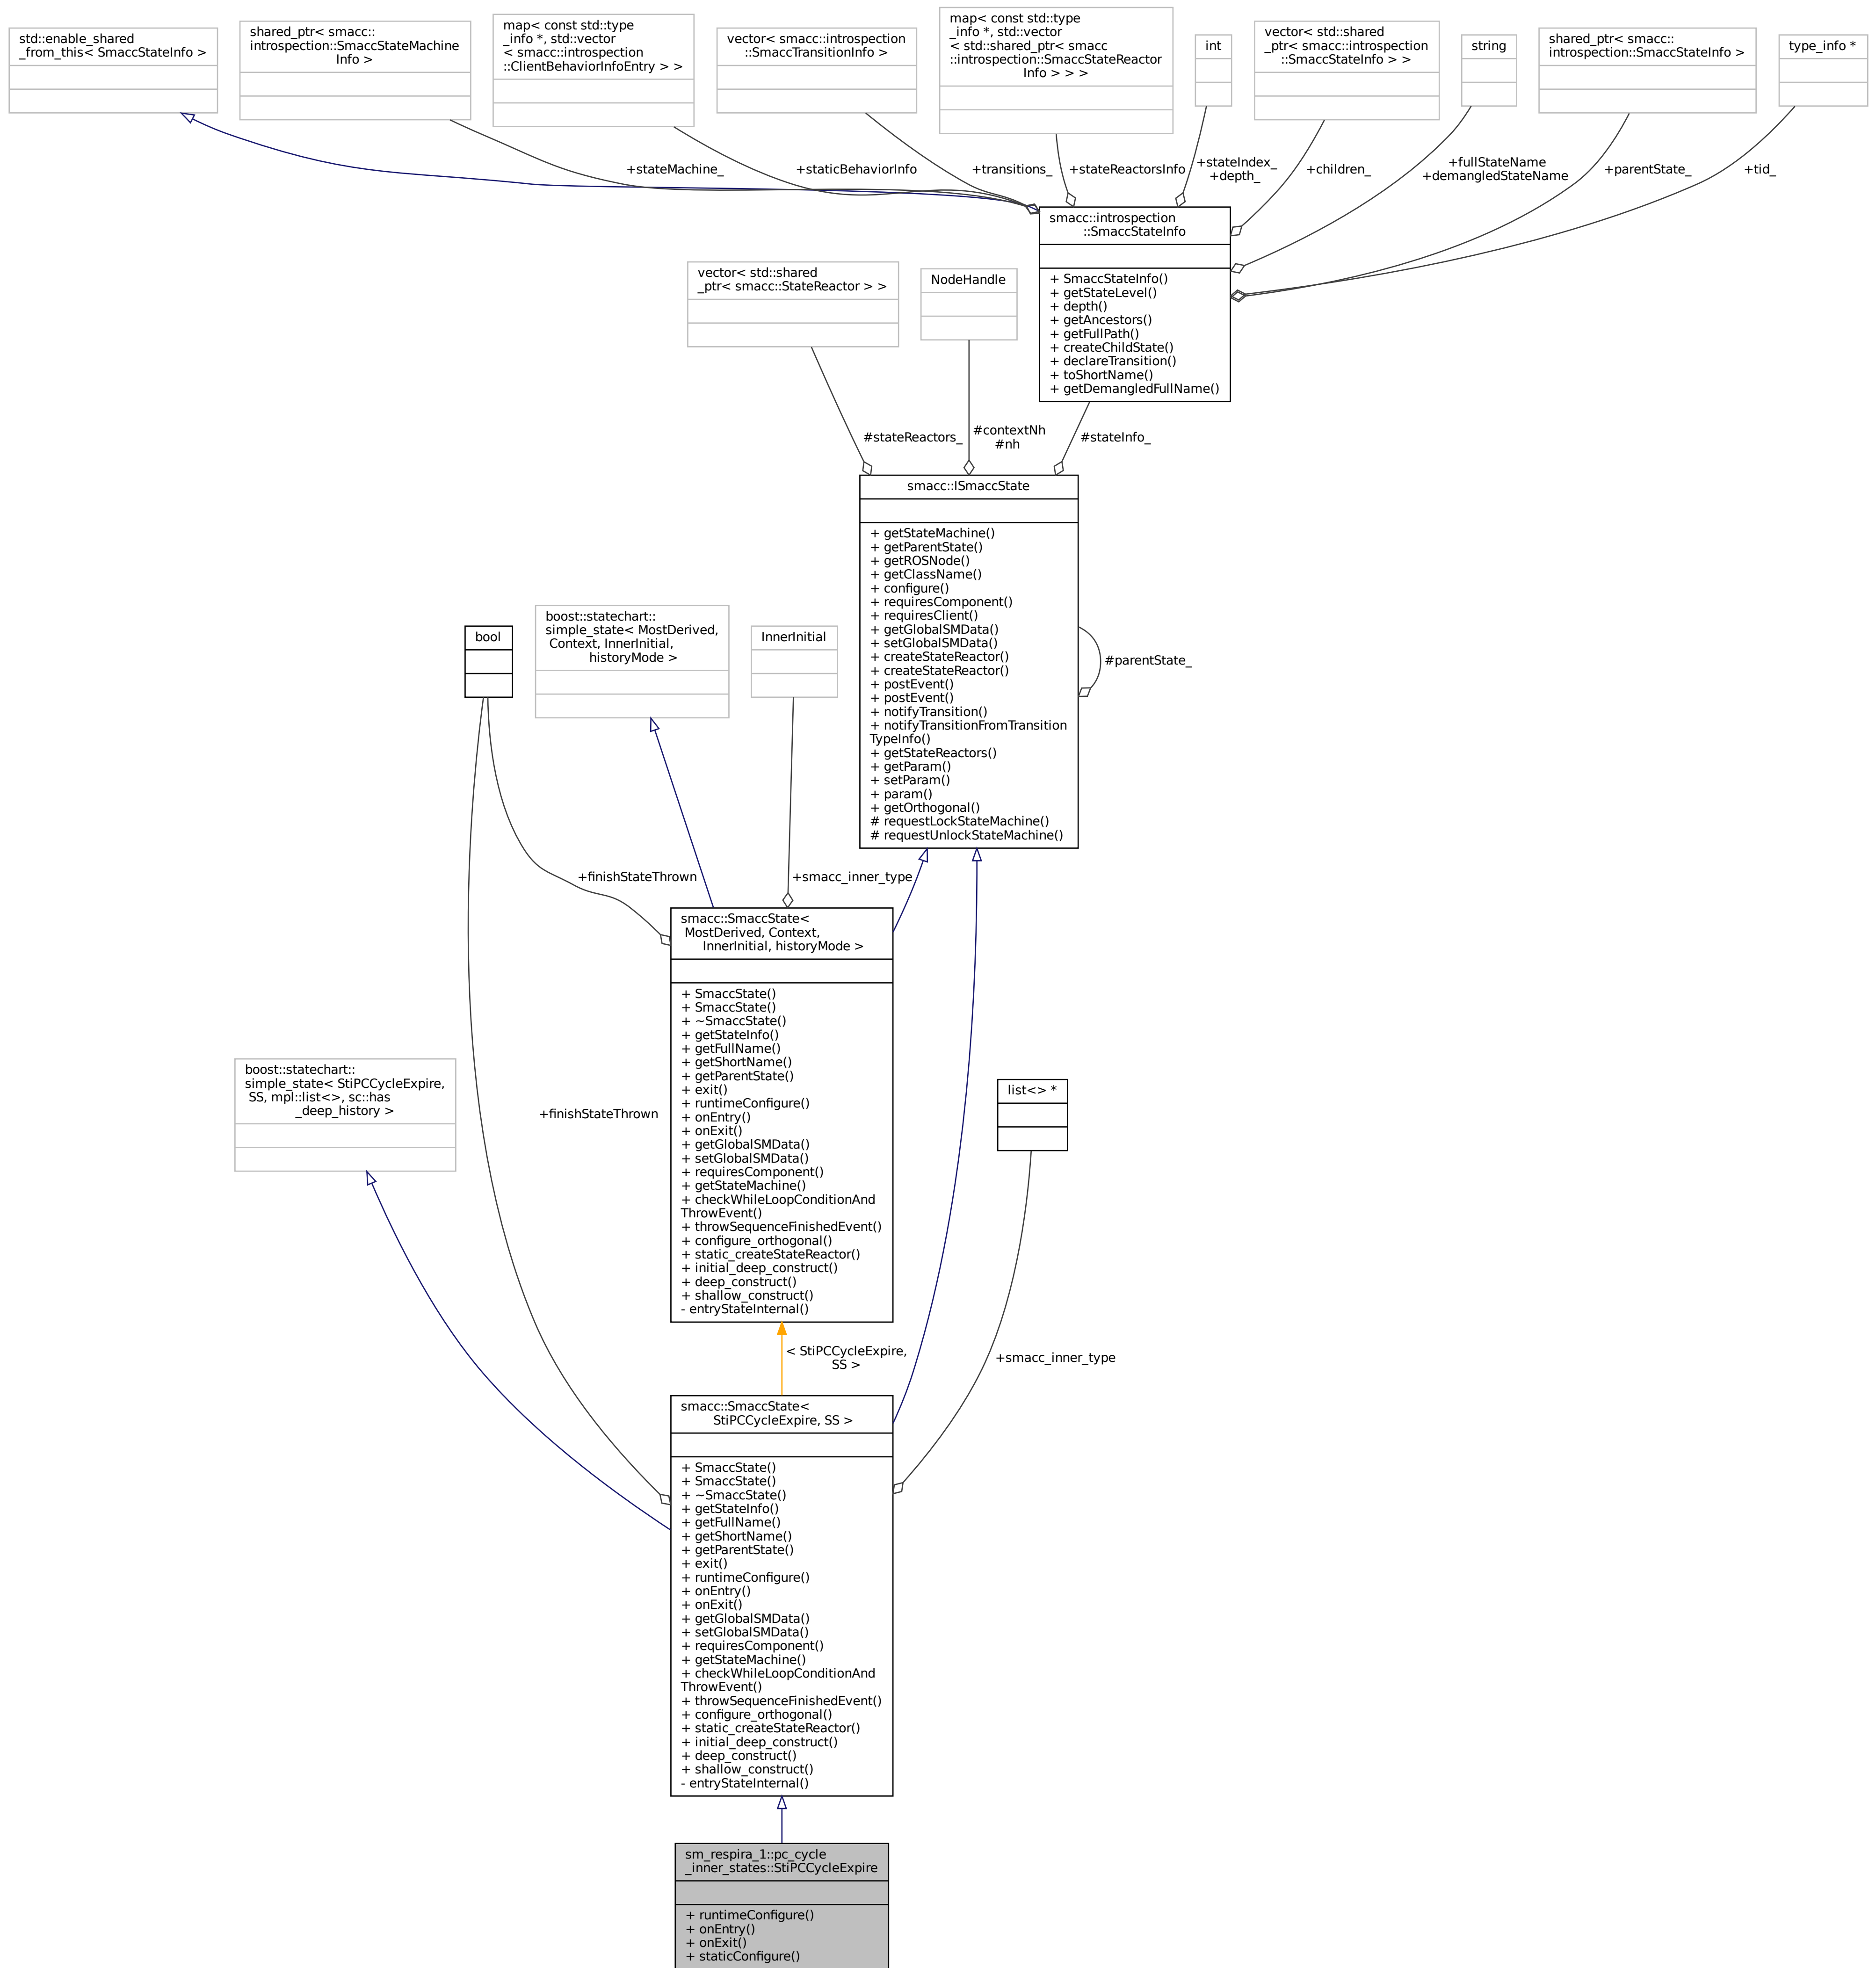 std::enable_shared
_from_this< SmaccStateInfo >
shared_ptr< smacc::
introspection::SmaccStateMachine
Info >
map< const std::type
_info *, std::vector
< smacc::introspection
::ClientBehaviorInfoEntry > >
vector< smacc::introspection
::SmaccTransitionInfo >
map< const std::type
_info *, std::vector
< std::shared_ptr< smacc
::introspection::SmaccStateReactor
Info > > >
int
vector< std::shared
_ptr< smacc::introspection
::SmaccStateInfo > >
string
shared_ptr< smacc::
introspection::SmaccStateInfo >
type_info *
+stateMachine_
+staticBehaviorInfo
+transitions_
+stateReactorsInfo
+stateIndex_
+depth_
+children_
+fullStateName
+demangledStateName
+parentState_
+tid_
smacc::introspection
::SmaccStateInfo
+ SmaccStateInfo()
+ getStateLevel()
+ depth()
+ getAncestors()
+ getFullPath()
+ createChildState()
+ declareTransition()
+ toShortName()
+ getDemangledFullName()
vector< std::shared
_ptr< smacc::StateReactor > >
NodeHandle
#stateReactors_
#contextNh
#nh
#stateInfo_
smacc::ISmaccState
+ getStateMachine()
+ getParentState()
+ getROSNode()
+ getClassName()
+ configure()
+ requiresComponent()
+ requiresClient()
+ getGlobalSMData()
+ setGlobalSMData()
+ createStateReactor()
+ createStateReactor()
+ postEvent()
+ postEvent()
+ notifyTransition()
+ notifyTransitionFromTransition
TypeInfo()
+ getStateReactors()
+ getParam()
+ setParam()
+ param()
+ getOrthogonal()
# requestLockStateMachine()
# requestUnlockStateMachine()
#parentState_
bool
boost::statechart::
simple_state< MostDerived,
Context, InnerInitial,
historyMode >
InnerInitial
+finishStateThrown
+smacc_inner_type
smacc::SmaccState<
MostDerived, Context,
InnerInitial, historyMode >
+ SmaccState()
+ SmaccState()
+ ~SmaccState()
+ getStateInfo()
+ getFullName()
+ getShortName()
+ getParentState()
+ exit()
+ runtimeConfigure()
+ onEntry()
+ onExit()
+ getGlobalSMData()
+ setGlobalSMData()
+ requiresComponent()
+ getStateMachine()
+ checkWhileLoopConditionAnd
ThrowEvent()
+ throwSequenceFinishedEvent()
+ configure_orthogonal()
+ static_createStateReactor()
+ initial_deep_construct()
+ deep_construct()
+ shallow_construct()
- entryStateInternal()
boost::statechart::
simple_state< StiPCCycleExpire,
SS, mpl::list<>, sc::has
_deep_history >
+finishStateThrown
list<> *
< StiPCCycleExpire,
SS >
+smacc_inner_type
smacc::SmaccState<
StiPCCycleExpire, SS >
+ SmaccState()
+ SmaccState()
+ ~SmaccState()
+ getStateInfo()
+ getFullName()
+ getShortName()
+ getParentState()
+ exit()
+ runtimeConfigure()
+ onEntry()
+ onExit()
+ getGlobalSMData()
+ setGlobalSMData()
+ requiresComponent()
+ getStateMachine()
+ checkWhileLoopConditionAnd
ThrowEvent()
+ throwSequenceFinishedEvent()
+ configure_orthogonal()
+ static_createStateReactor()
+ initial_deep_construct()
+ deep_construct()
+ shallow_construct()
- entryStateInternal()
sm_respira_1::pc_cycle
_inner_states::StiPCCycleExpire
+ runtimeConfigure()
+ onEntry()
+ onExit()
+ staticConfigure()